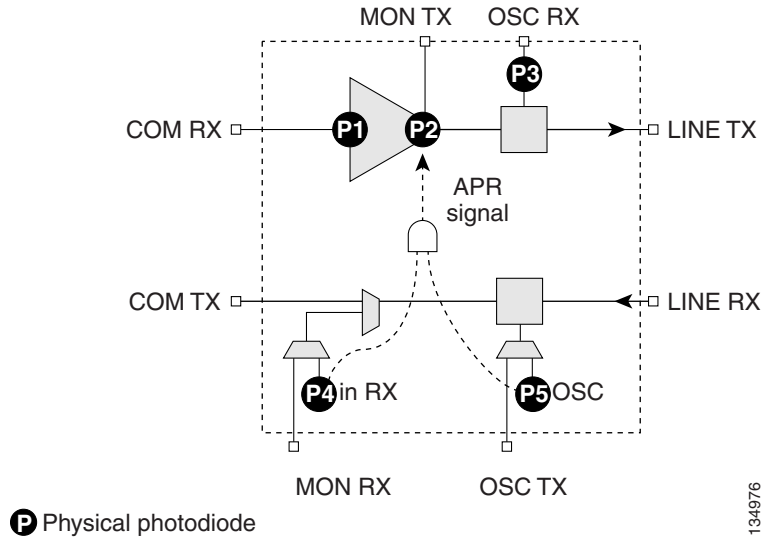 MON TX OSC RX
P3
COM RX P1 P2 LINE TX
APR
signal
COM TX LINE RX
P4 in RX P5 OSC
MON RX OSC TX
P Physical photodiode
134976